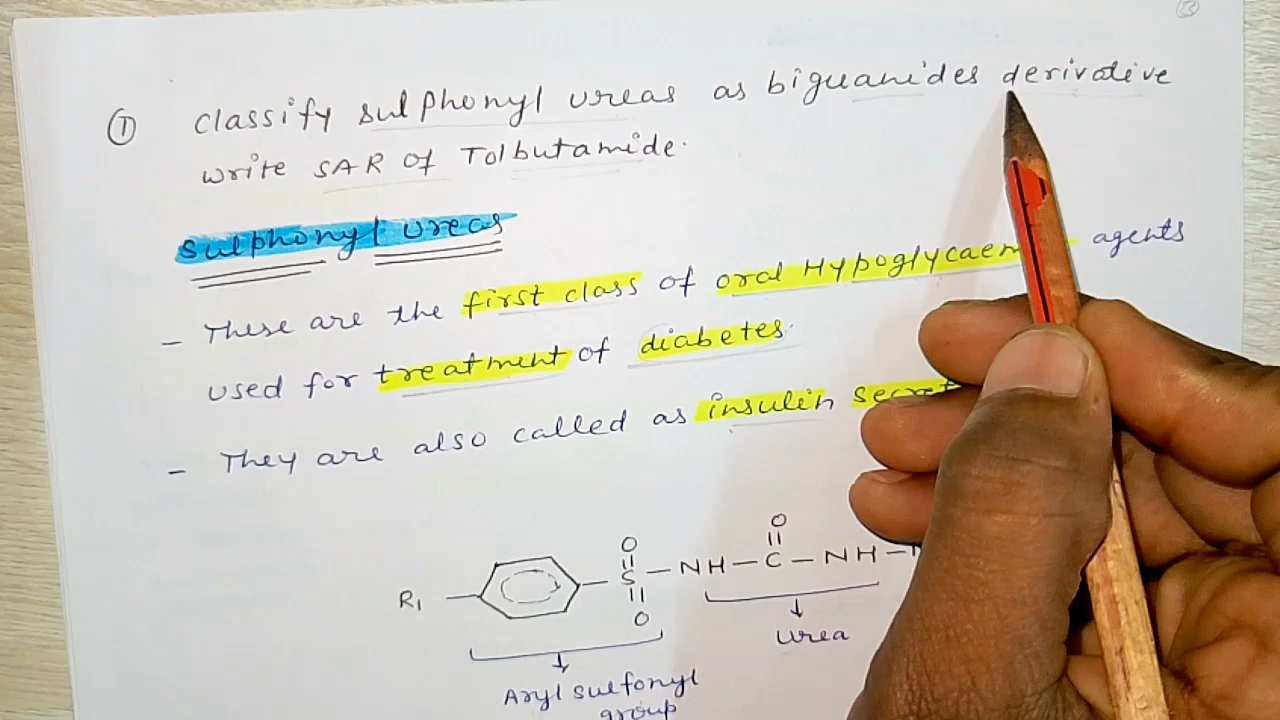 ① classify sulphonyl ureas as biguanides derivative
write SAR of Tolbutamide.
sulphonyl ureas
- These are the first class of oral Hypoglycaem agents
used for treatment of diabetes.
- They are also called as insulin secret
R₁ S O O NH C O NH
urea
Aryl sulfonyl
group